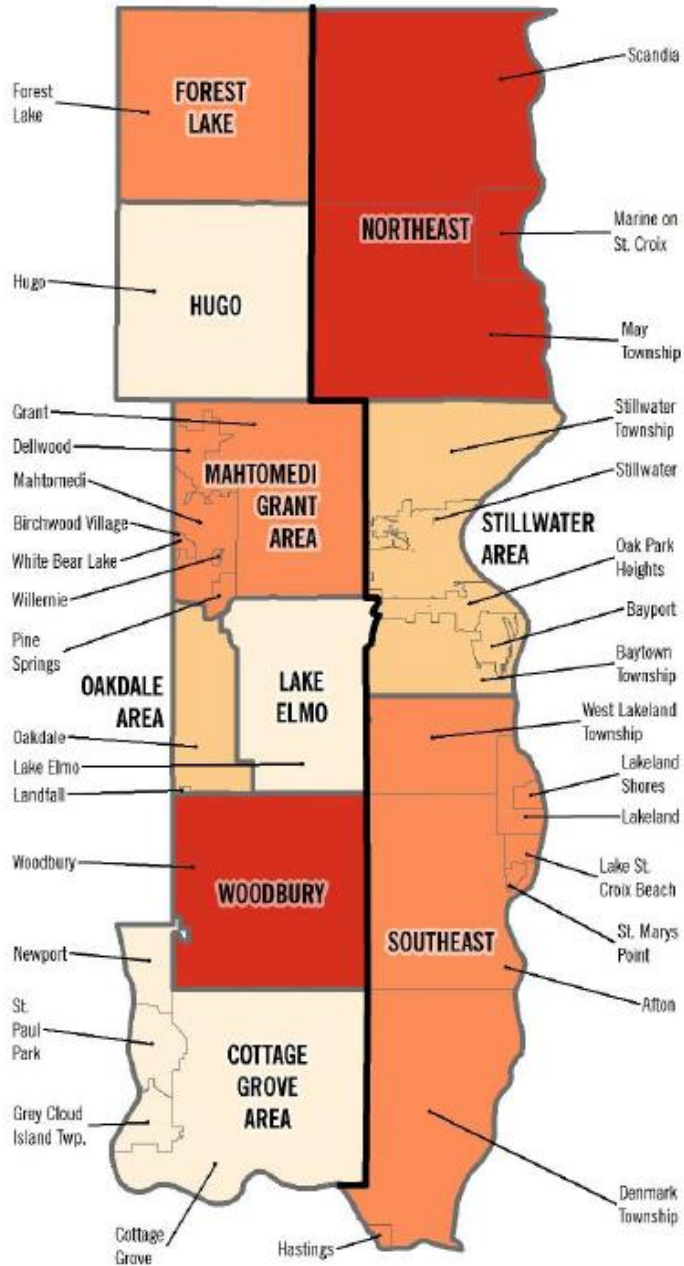 Scandia
Forest
Lake
FOREST
LAKE
Marine on
St. Croix
NORTHEAST
Hugo
HUGO
May
Township
Grant
Stillwater
Township
Dellwood
Mahtomedi
MAHTOMEDI
GRANT
AREA
Stillwater
Birchwood Village
STILLWATER
AREA
White Bear Lake
Oak Park
Heights
Willernie
Bayport
Pine
Springs
Baytown
Township
OAKDALE
AREA
LAKE
ELMO
West Lakeland
Township
Oakdale
Lake Elmo
Lakeland
Shores
Landfall
Lakeland
Woodbury
WOODBURY
Lake St.
Croix Beach
SOUTHEAST
St. Marys
Point
Newport
Afton
St.
Paul
Park
COTTAGE
GROVE
AREA
Grey Cloud
Island Twp.
Denmark
Township
Cottage
Grove
Hastings